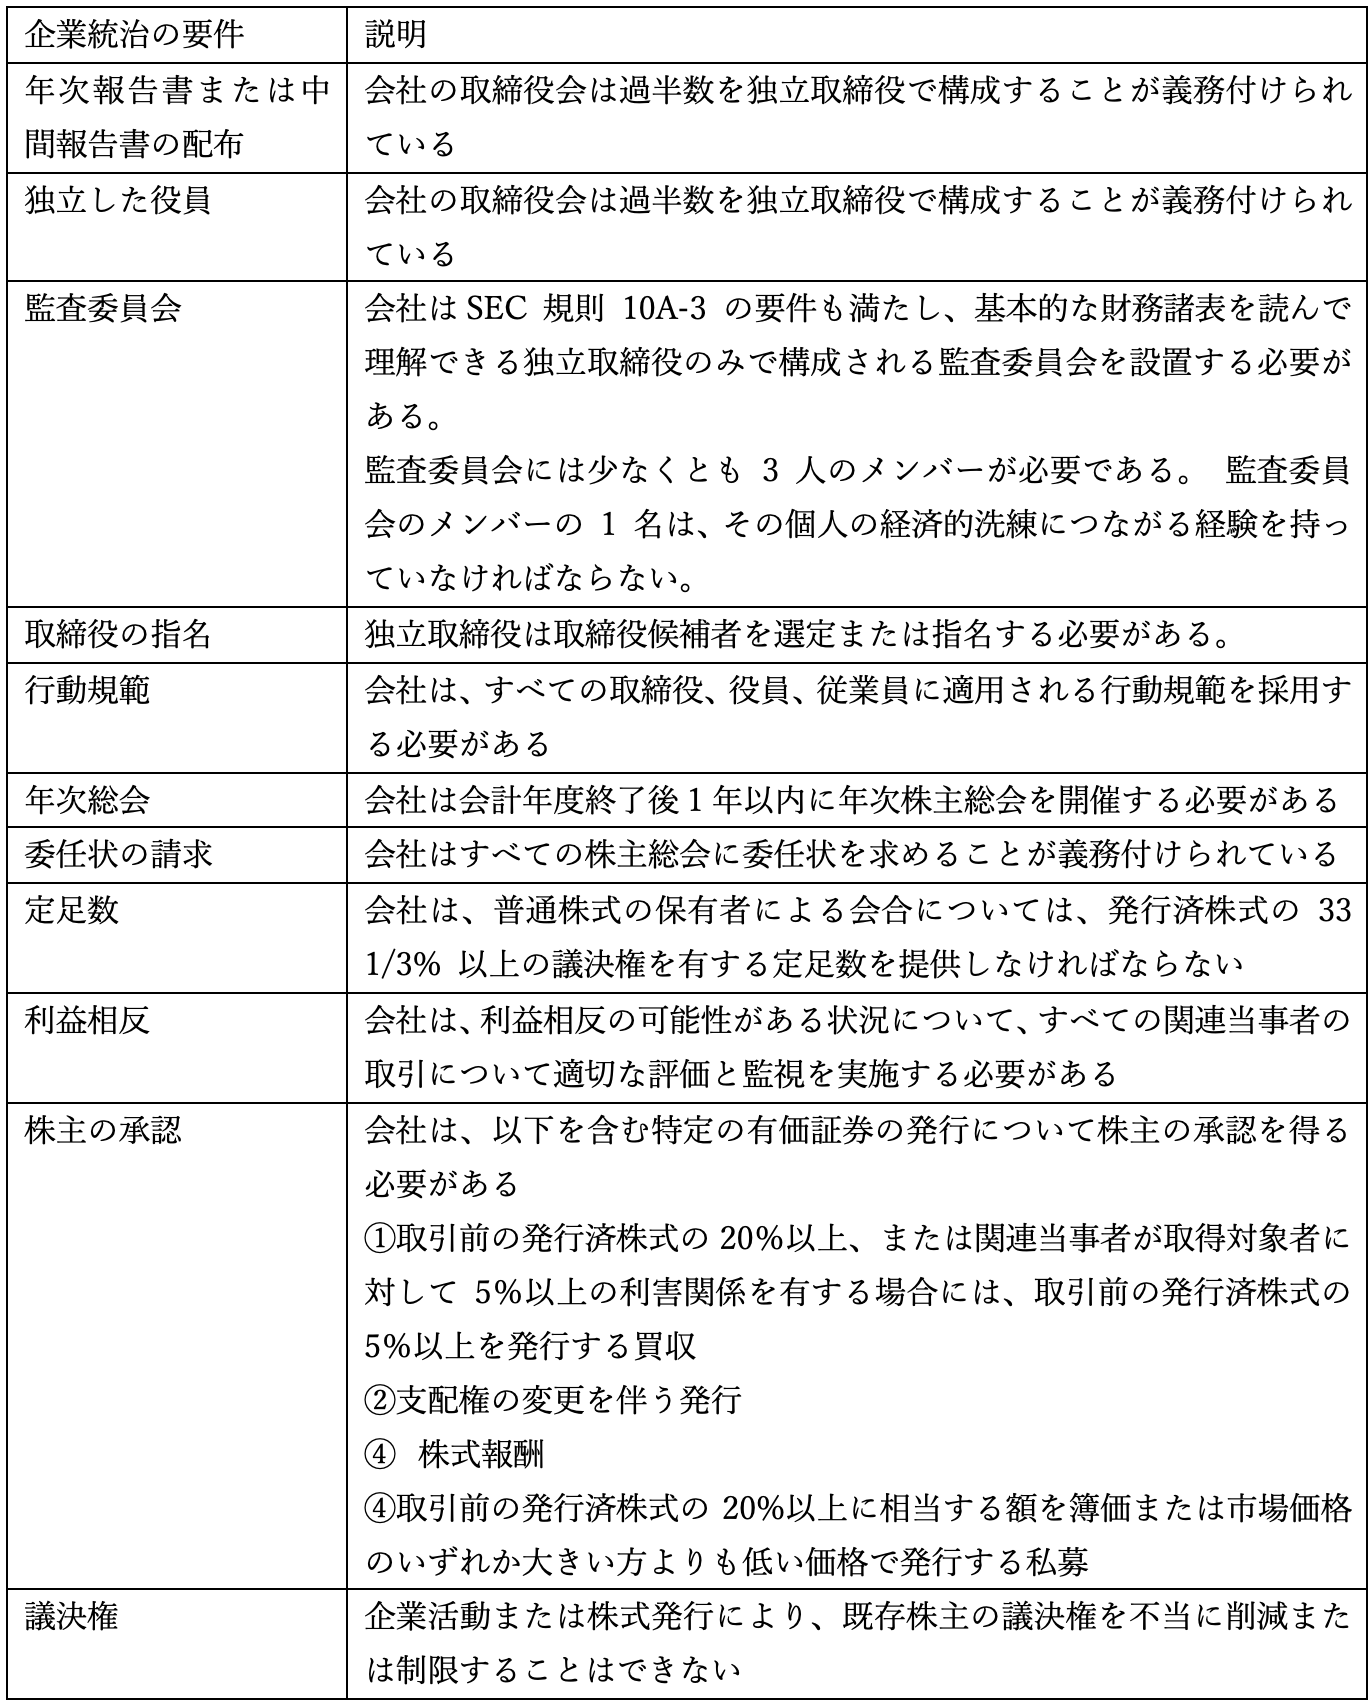 企業統治の要件
説明
年次報告書または中
間報告書の配布
会社の取締役会は過半数を独立取締役で構成することが義務付けられ
ている
独立した役員
会社の取締役会は過半数を独立取締役で構成することが義務付けられ
ている
監査委員会
会社は SEC 規則 10A-3 の要件も満たし、基本的な財務諸表を読んで
理解できる独立取締役のみで構成される監査委員会を設置する必要が
ある。
監査委員会には少なくとも 3 人のメンバーが必要である。 監査委員
会のメンバーの 1 名は、その個人の経済的洗練につながる経験を持っ
ていなければならない。
取締役の指名
独立取締役は取締役候補者を選定または指名する必要がある。
行動規範
会社は、すべての取締役、役員、従業員に適用される行動規範を採用す
る必要がある
年次総会
会社は会計年度終了後 1 年以内に年次株主総会を開催する必要がある
委任状の請求
会社はすべての株主総会に委任状を求めることが義務付けられている
定足数
会社は、普通株式の保有者による会合については、発行済株式の 33
1/3% 以上の議決権を有する定足数を提供しなければならない
利益相反
会社は、利益相反の可能性がある状況について、すべての関連当事者の
取引について適切な評価と監視を実施する必要がある
株主の承認
会社は、以下を含む特定の有価証券の発行について株主の承認を得る
必要がある
①取引前の発行済株式の 20%以上、または関連当事者が取得対象者に
対して 5%以上の利害関係を有する場合には、取引前の発行済株式の
5%以上を発行する買収
②支配権の変更を伴う発行
④ 株式報酬
④取引前の発行済株式の 20%以上に相当する額を簿価または市場価格
のいずれか大きい方よりも低い価格で発行する私募
議決権
企業活動または株式発行により、既存株主の議決権を不当に削減また
は制限することはできない